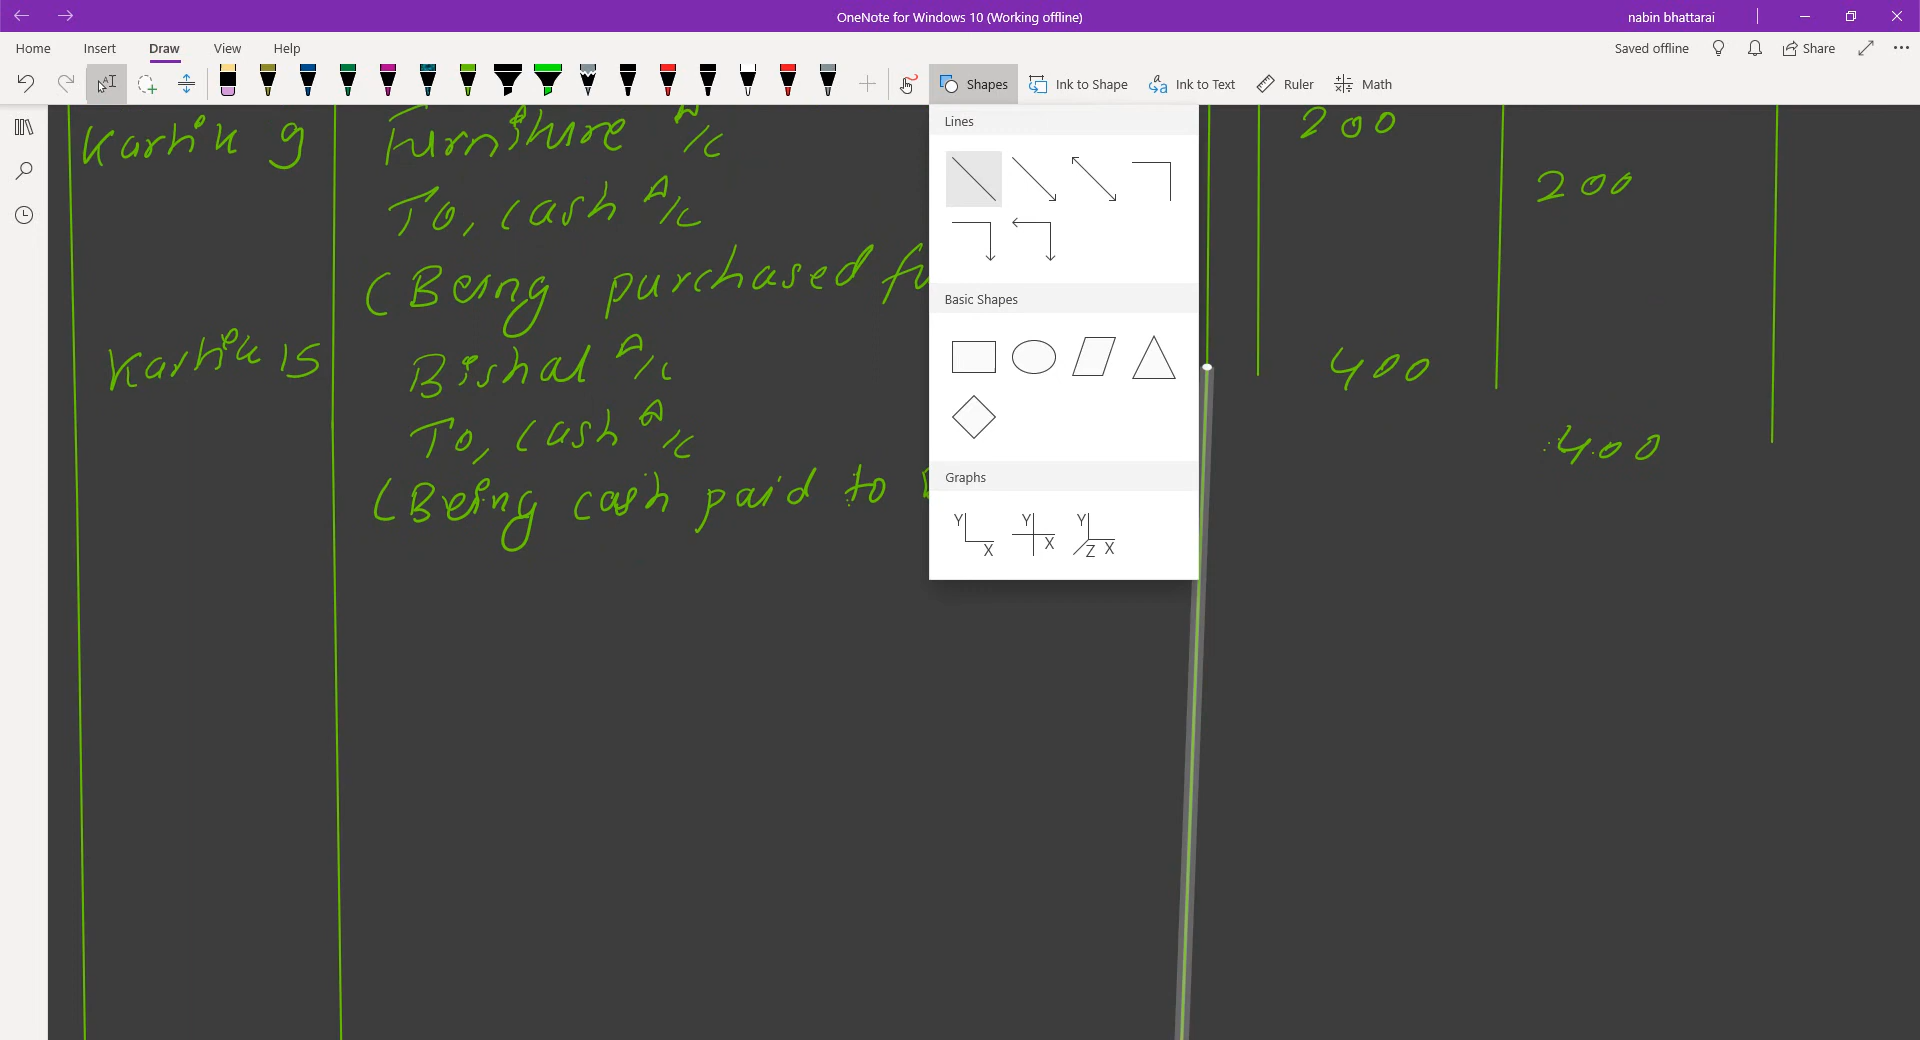 OneNote for Windows 10 (Working offline)
nabin bhattarai
Home Insert Draw View Help
Saved offline Share
Shapes Ink to Shape Ink to Text Ruler Math
Lines
Basic Shapes
Graphs
Y X Y X Y Z X
Kartik 9 Furniture A/c 200
To, cash A/c 200
(Being purchased fu
Kartik 15 Bishal A/c 400
To, cash A/c 400
(Being cash paid to